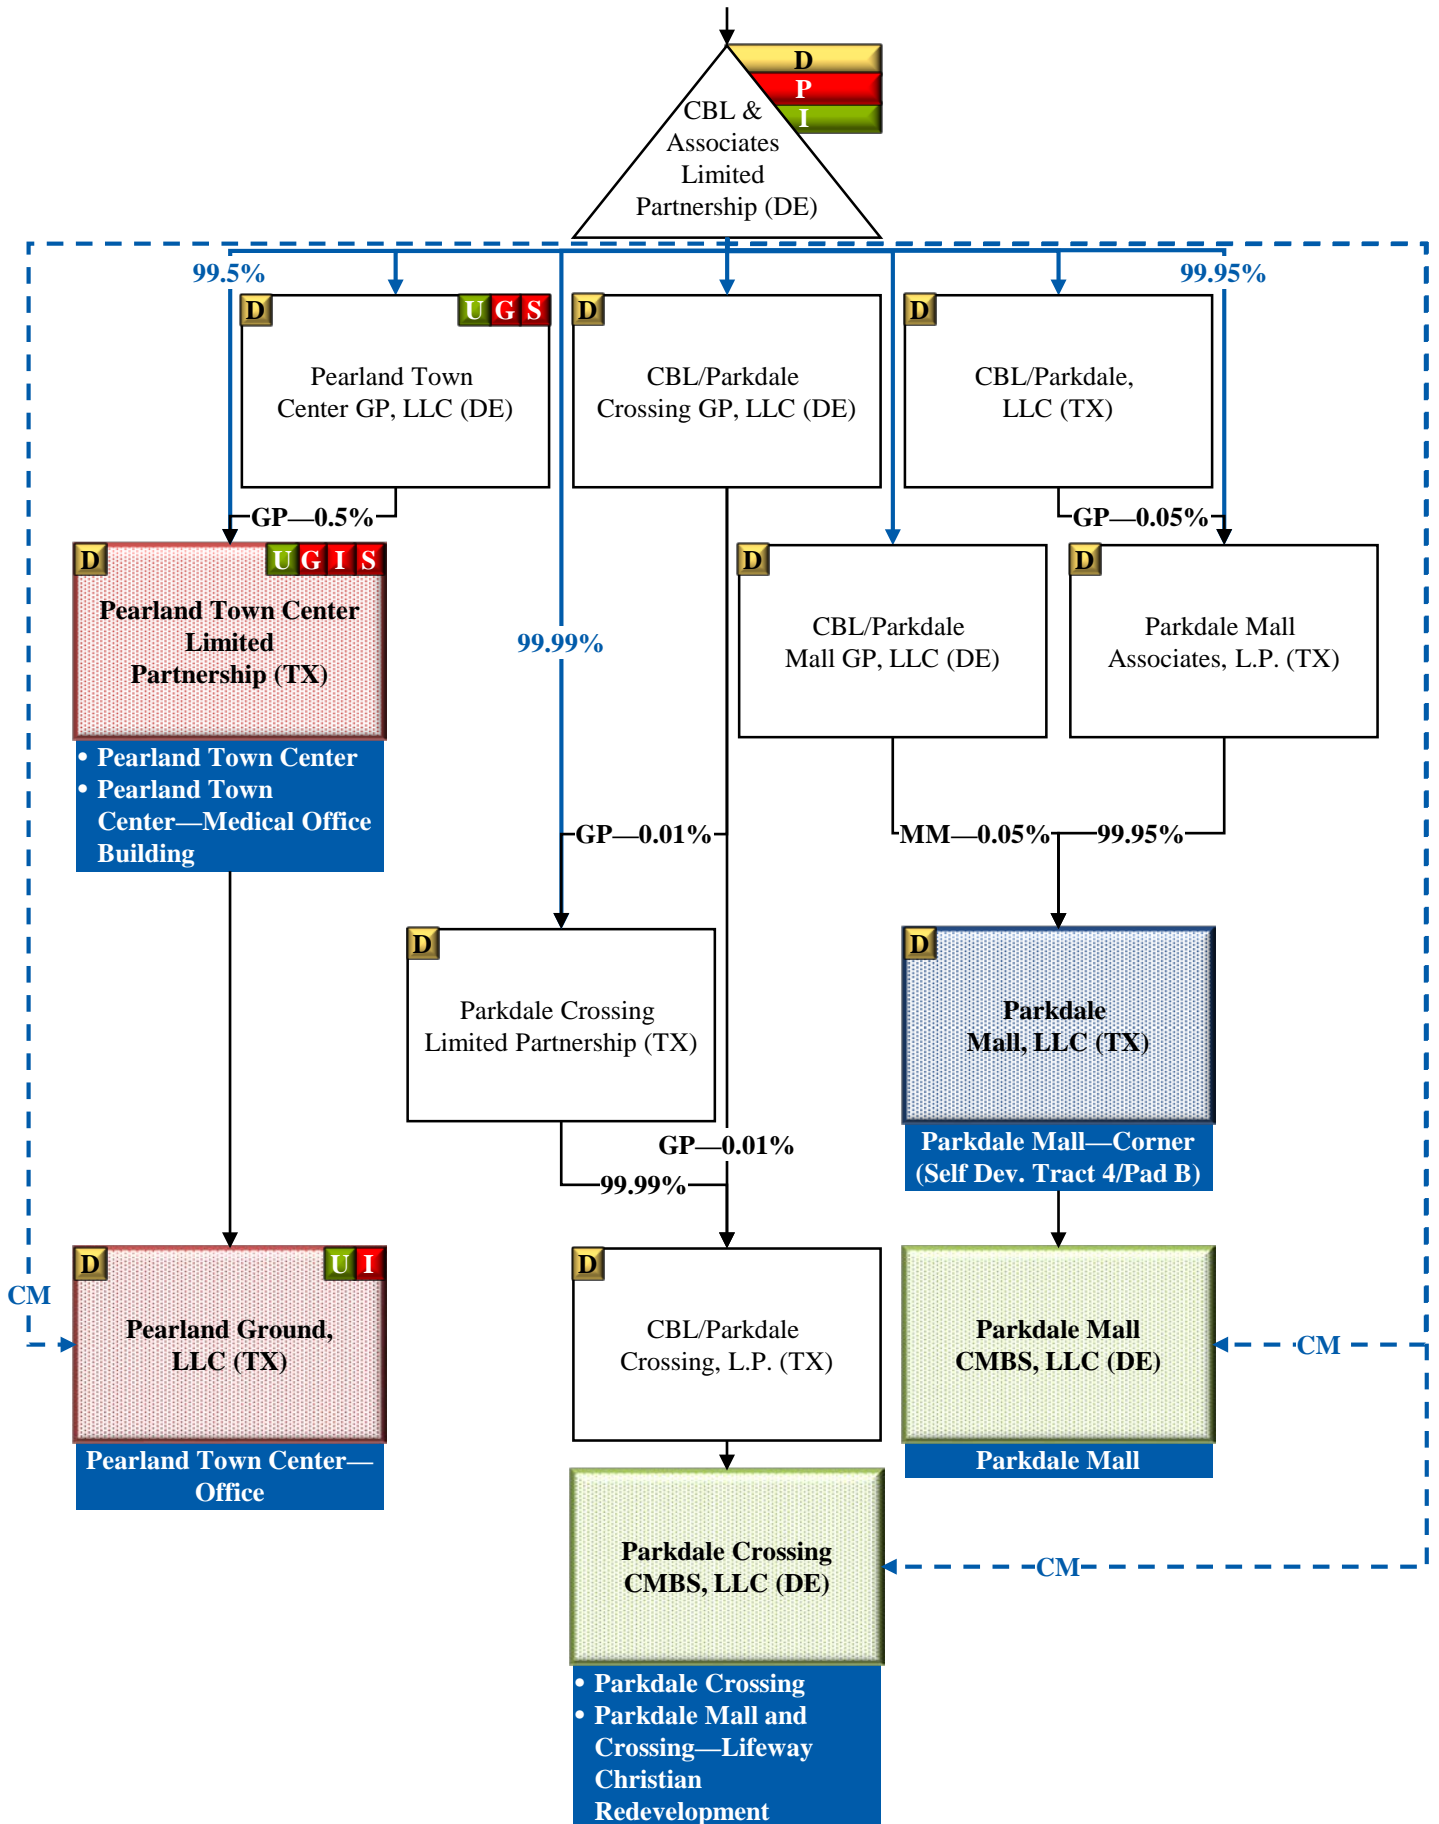 D
P
I
CBL &
Associates
Limited
Partnership (DE)
99.5%
99.95%
D
U G S
Pearland Town
Center GP, LLC (DE)
D
CBL/Parkdale
Crossing GP, LLC (DE)
D
CBL/Parkdale,
LLC (TX)
GP—0.5%
GP—0.05%
D
U G I S
Pearland Town Center
Limited
Partnership (TX)
• Pearland Town Center
• Pearland Town
Center—Medical Office
Building
99.99%
D
CBL/Parkdale
Mall GP, LLC (DE)
D
Parkdale Mall
Associates, L.P. (TX)
GP—0.01%
MM—0.05%
99.95%
D
Parkdale Crossing
Limited Partnership (TX)
D
Parkdale
Mall, LLC (TX)
Parkdale Mall—Corner
(Self Dev. Tract 4/Pad B)
GP—0.01%
99.99%
CM
D
U I
Pearland Ground,
LLC (TX)
Pearland Town Center—
Office
D
CBL/Parkdale
Crossing, L.P. (TX)
Parkdale Mall
CMBS, LLC (DE)
Parkdale Mall
CM
Parkdale Crossing
CMBS, LLC (DE)
CM
• Parkdale Crossing
• Parkdale Mall and
Crossing—Lifeway
Christian
Redevelopment